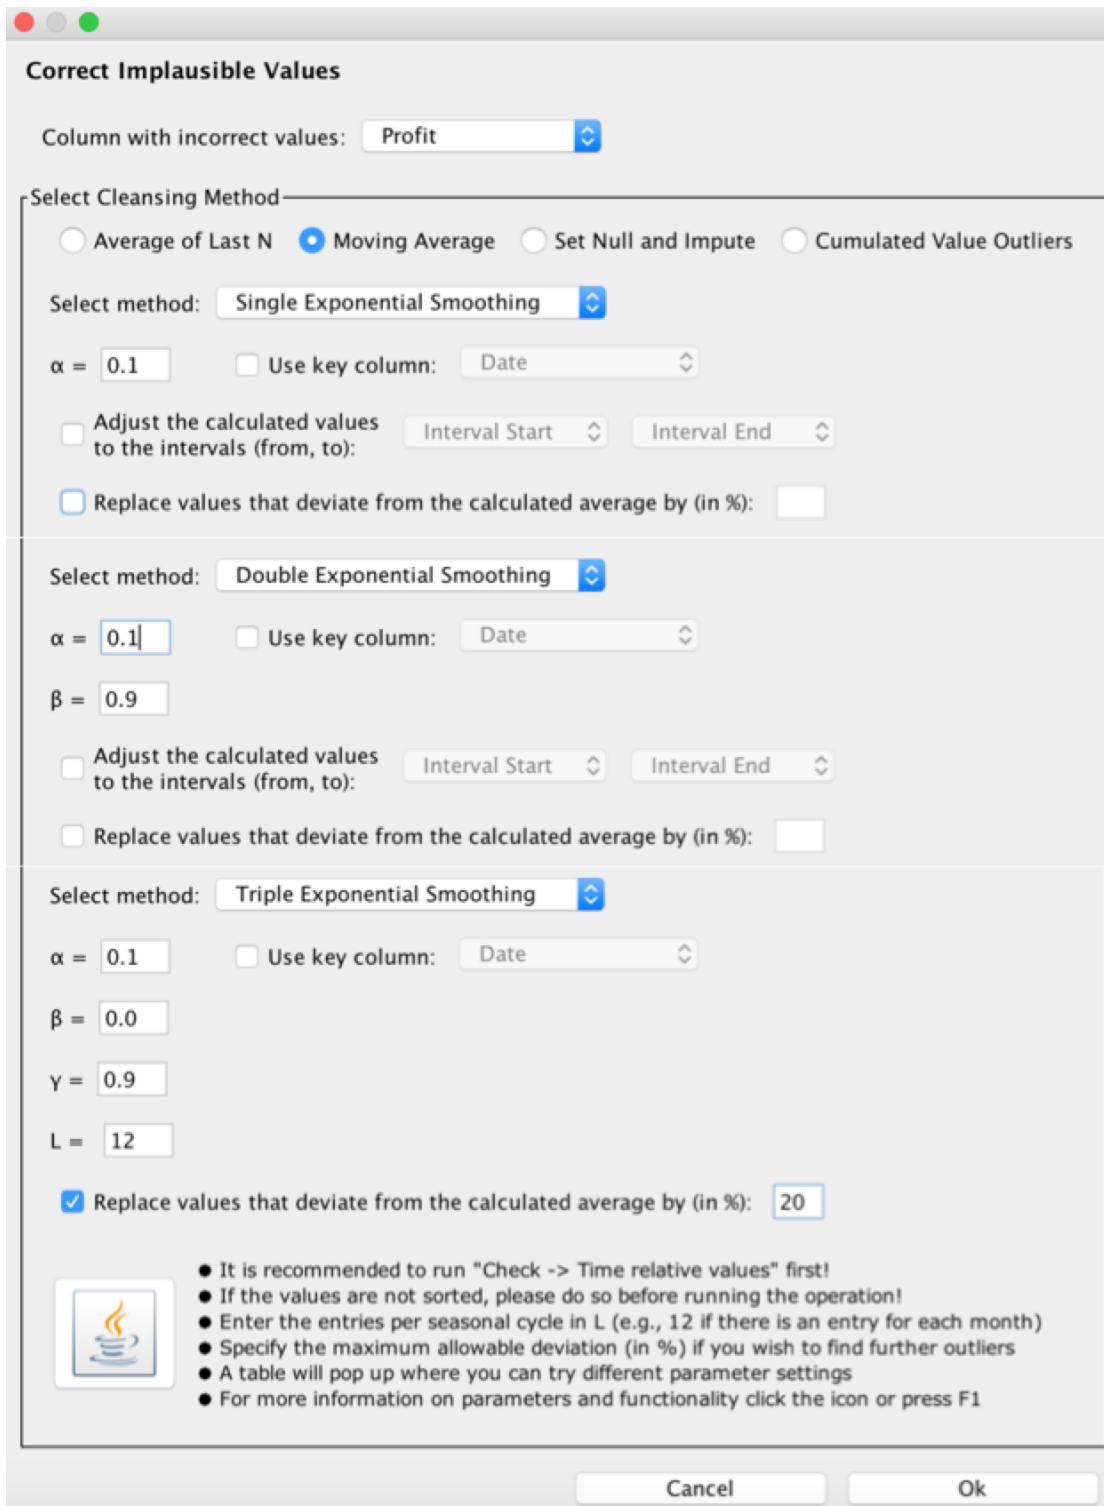 Correct Implausible Values
Column with incorrect values: Profit
Select Cleansing Method
Average of Last N Moving Average Set Null and Impute Cumulated Value Outliers
Select method: Single Exponential Smoothing
α = 0.1 Use key column: Date
Adjust the calculated values
to the intervals (from, to): Interval Start Interval End
Replace values that deviate from the calculated average by (in %):
Select method: Double Exponential Smoothing
α = 0.1 Use key column: Date
β = 0.9
Adjust the calculated values
to the intervals (from, to): Interval Start Interval End
Replace values that deviate from the calculated average by (in %):
Select method: Triple Exponential Smoothing
α = 0.1 Use key column: Date
β = 0.0
γ = 0.9
L = 12
Replace values that deviate from the calculated average by (in %): 20
● It is recommended to run "Check -> Time relative values" first!
● If the values are not sorted, please do so before running the operation!
● Enter the entries per seasonal cycle in L (e.g., 12 if there is an entry for each month)
● Specify the maximum allowable deviation (in %) if you wish to find further outliers
● A table will pop up where you can try different parameter settings
● For more information on parameters and functionality click the icon or press F1
Cancel Ok